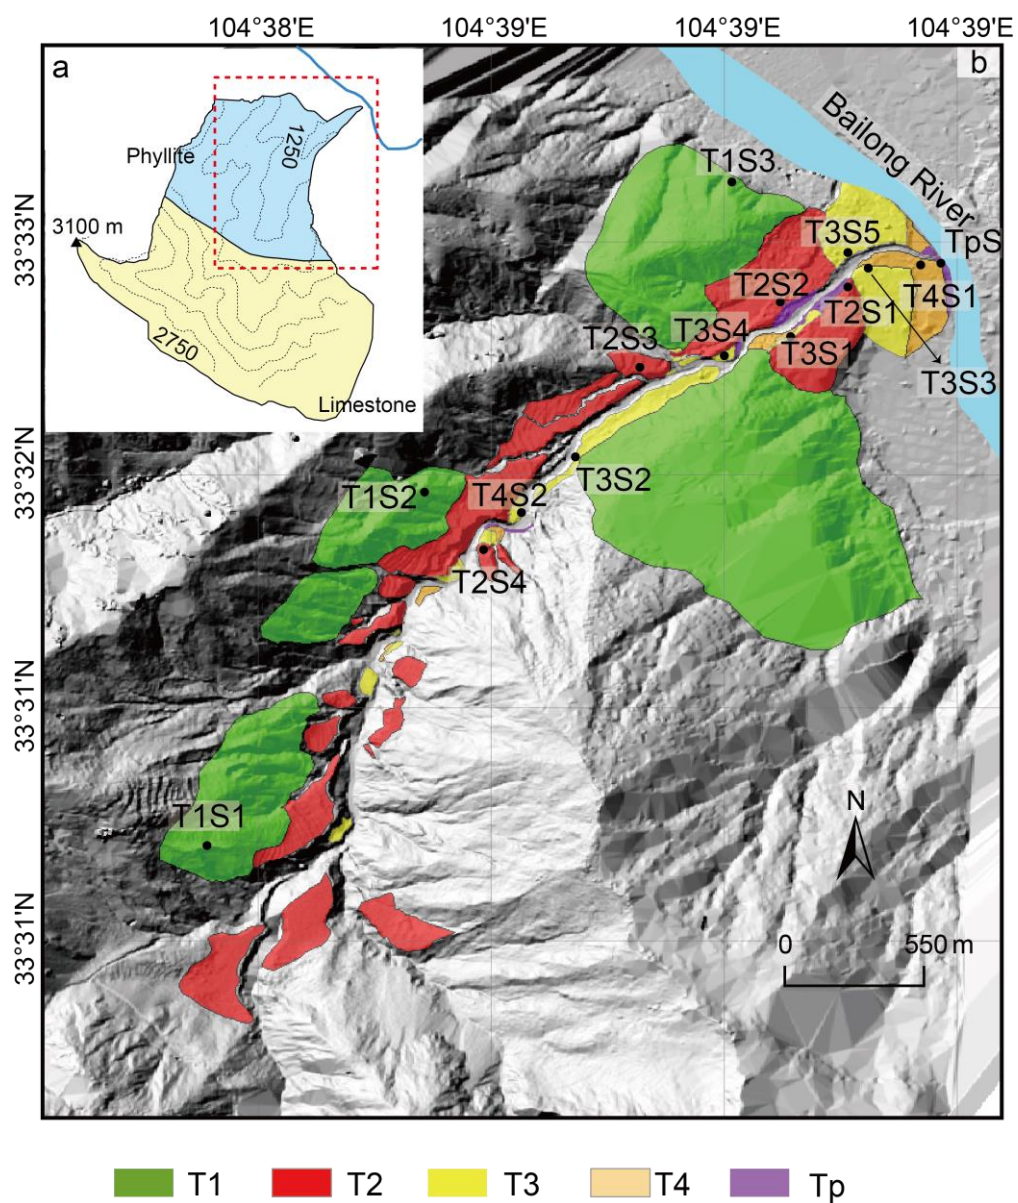 104°38'E 104°39'E 104°39'E 104°39'E
a
b
Phyllite
1250
3100 m
2750
Limestone
Bailong River
T1S3
T3S5
TpS
T2S2
T4S1
T2S1
T2S3
T3S4
T3S1
T3S3
T3S2
T1S2
T4S2
T2S4
T1S1
33°33'N
33°32'N
33°31'N
33°31'N
N
0 550 m
T1 T2 T3 T4 Tp